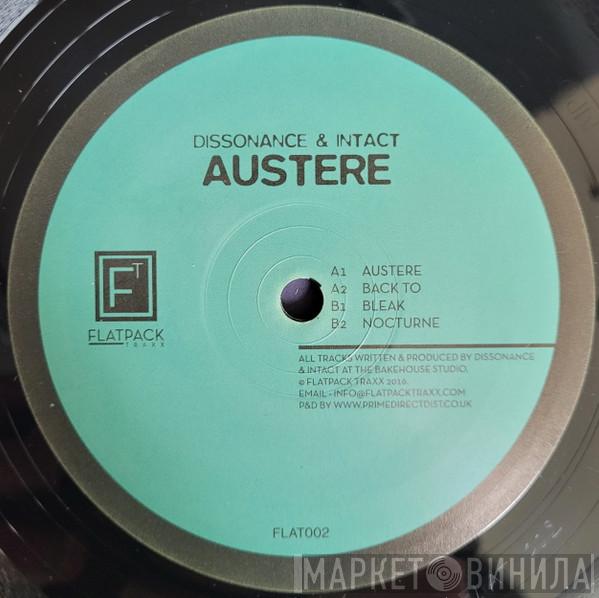 DISSONANCE & INTACT
AUSTERE
A1 AUSTERE
A2 BACK TO
B1 BLEAK
B2 NOCTURNE
FT
FLATPACK
TRAXX
ALL TRACKS WRITTEN & PRODUCED BY DISSONANCE
& INTACT AT THE BAKEHOUSE STUDIO.
© FLATPACK TRAXX 2016.
EMAIL - INFO@FLATPACKTRAXX.COM
P&D BY WWW.PRIMEDIRECTDIST.CO.UK
FLAT002
МАРКЕТ ВИНИЛА